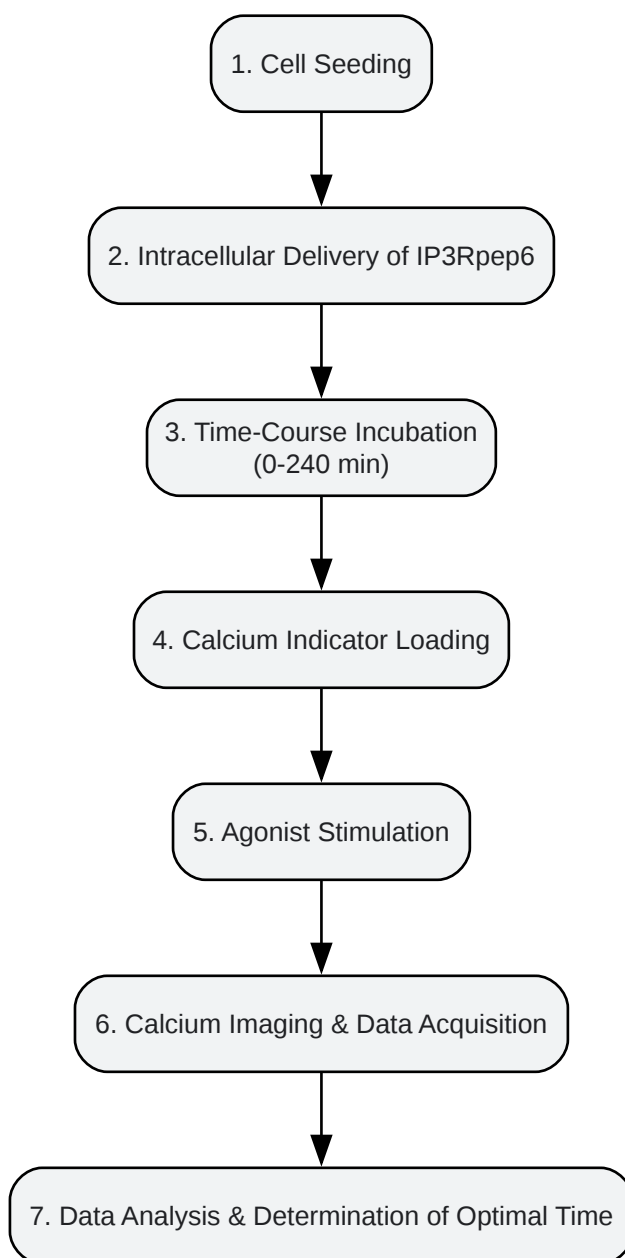 1. Cell Seeding
2. Intracellular Delivery of IP3Rpep6
3. Time-Course Incubation
(0-240 min)
4. Calcium Indicator Loading
5. Agonist Stimulation
6. Calcium Imaging & Data Acquisition
7. Data Analysis & Determination of Optimal Time